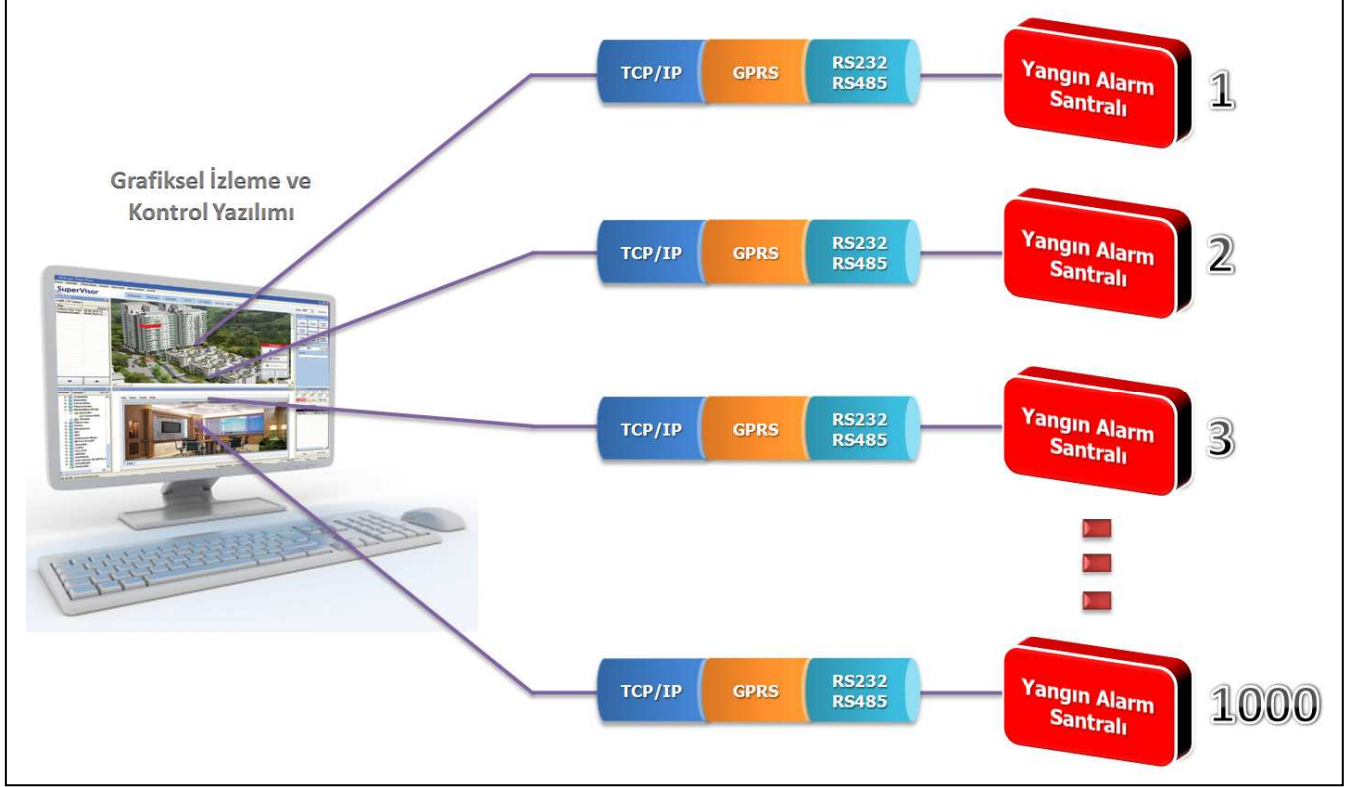 TCP/IP
GPRS
RS232
RS485
Yangın Alarm
Santralı
1
Grafiksel İzleme ve
Kontrol Yazılımı
TCP/IP
GPRS
RS232
RS485
Yangın Alarm
Santralı
2
SuperVisor
TCP/IP
GPRS
RS232
RS485
Yangın Alarm
Santralı
3
TCP/IP
GPRS
RS232
RS485
Yangın Alarm
Santralı
1000